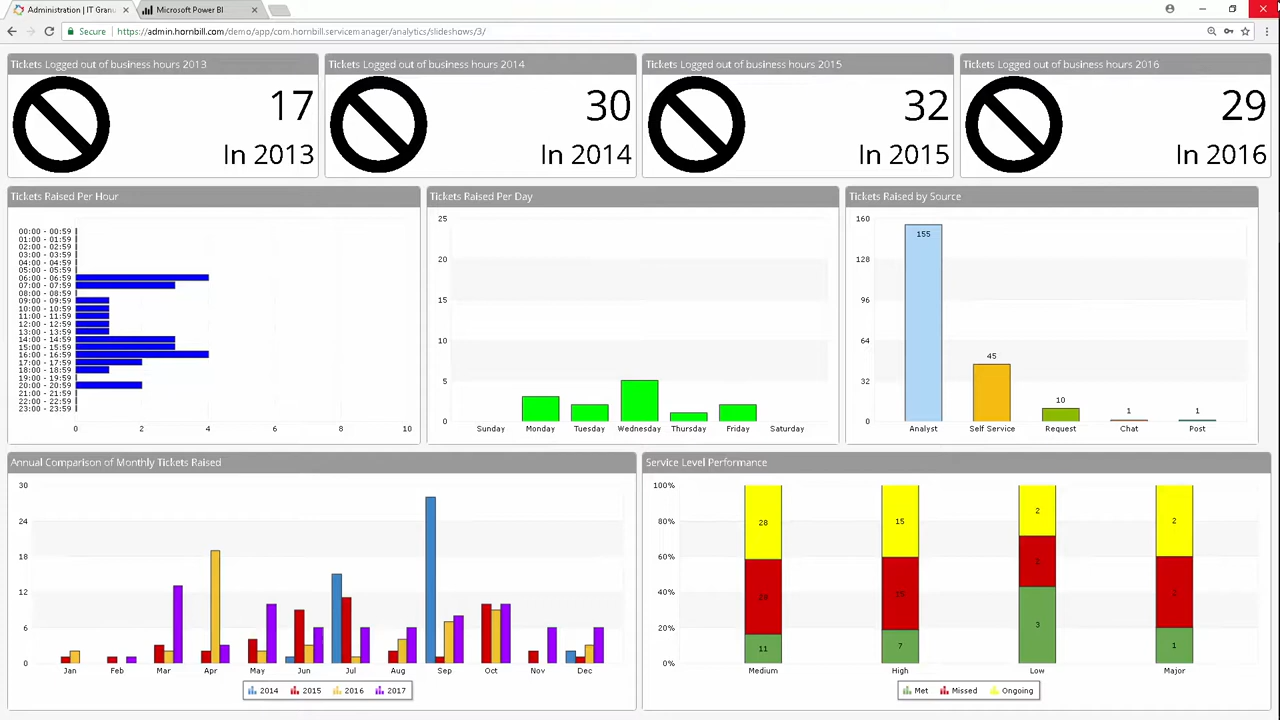 Administration | IT Granu
Microsoft Power BI
Secure
https://admin.hornbill.com/demo/app/com.hornbill.servicemanager/analytics/slideshows/3/
Tickets Logged out of business hours 2013
17
In 2013
Tickets Logged out of business hours 2014
30
In 2014
Tickets Logged out of business hours 2015
32
In 2015
Tickets Logged out of business hours 2016
29
In 2016
Tickets Raised Per Hour
00:00 - 00:59
01:00 - 01:59
02:00 - 02:59
03:00 - 03:59
04:00 - 04:59
05:00 - 05:59
06:00 - 06:59
07:00 - 07:59
08:00 - 08:59
09:00 - 09:59
10:00 - 10:59
11:00 - 11:59
12:00 - 12:59
13:00 - 13:59
14:00 - 14:59
15:00 - 15:59
16:00 - 16:59
17:00 - 17:59
18:00 - 18:59
19:00 - 19:59
20:00 - 20:59
21:00 - 21:59
22:00 - 22:59
23:00 - 23:59
0 2 4 6 8 10
Tickets Raised Per Day
25
20
15
10
5
0
Sunday Monday Tuesday Wednesday Thursday Friday Saturday
Tickets Raised by Source
160
128
96
64
32
0
155
45
10
1
1
Analyst Self Service Request Chat Post
Annual Comparison of Monthly Tickets Raised
30
24
18
12
6
0
Jan Feb Mar Apr May Jun Jul Aug Sep Oct Nov Dec
2014 2015 2016 2017
Service Level Performance
100%
80%
60%
40%
20%
0%
28 15 2 2
29 15 2 2
11 7 3 1
Medium High Low Major
Met Missed Ongoing